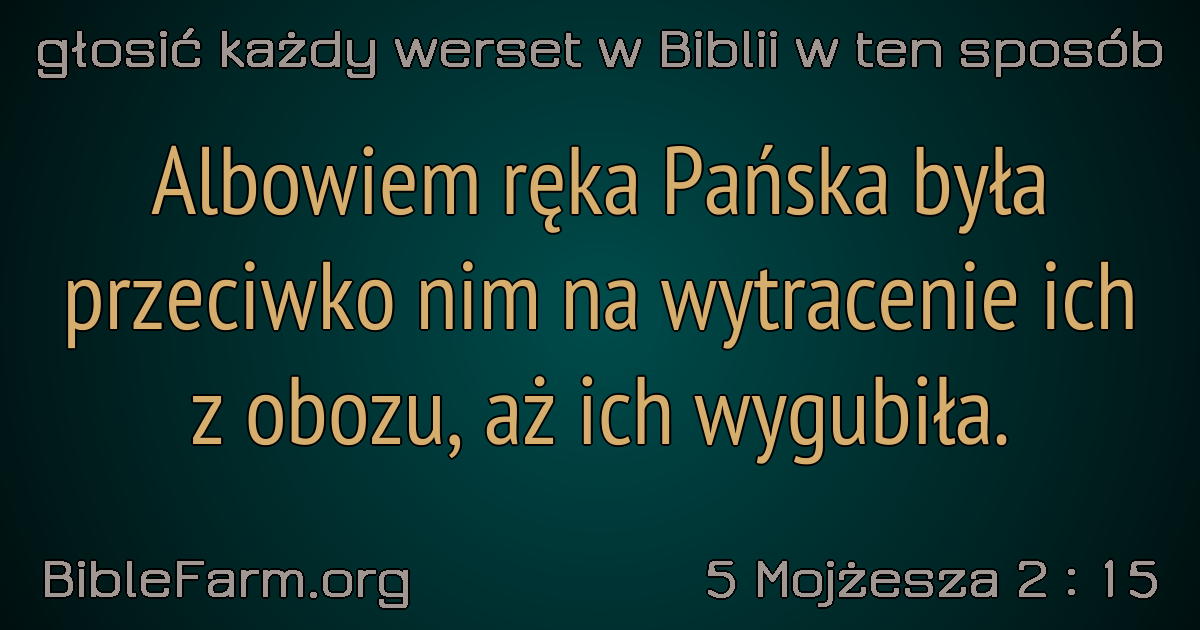 głosić każdy werset w Biblii w ten sposób
Albowiem ręka Pańska była
przeciwko nim na wytracenie ich
z obozu, aż ich wygubiła.
BibleFarm.org
5 Mojżesza 2 : 15